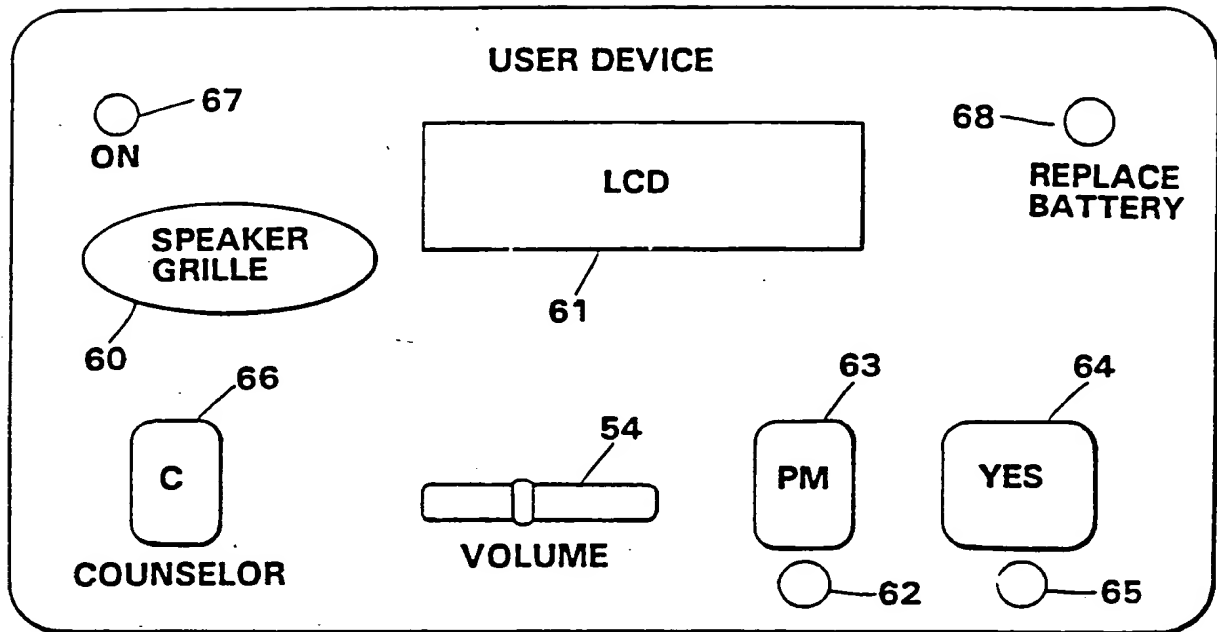 USER DEVICE
67
ON
68
REPLACE
BATTERY
LCD
61
SPEAKER
GRILLE
60
66
C
COUNSELOR
54
VOLUME
63
PM
62
64
YES
65